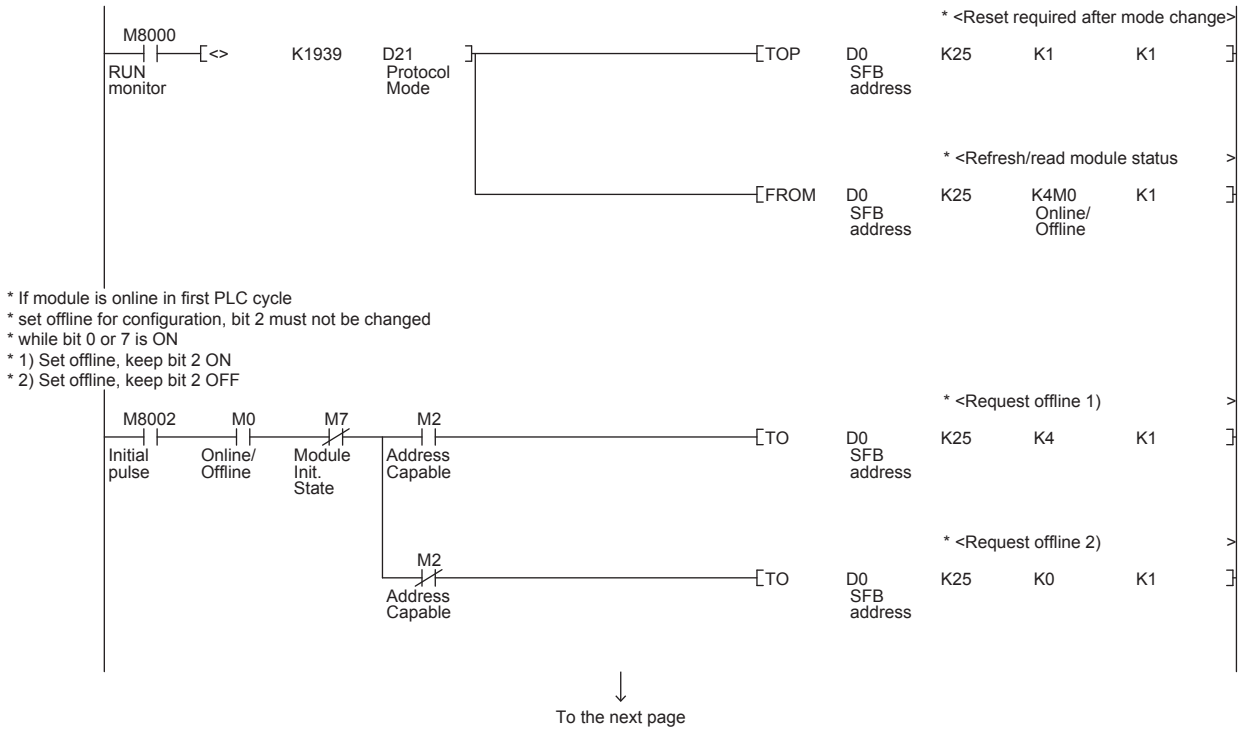 * <Reset required after mode change>
M8000
[<> K1939 D21 ]
[TOP D0 K25 K1 K1 ]
RUN
monitor
Protocol
Mode
SFB
address
* <Refresh/read module status >
[FROM D0 K25 K4M0 K1 ]
SFB
address
Online/
Offline
* If module is online in first PLC cycle
* set offline for configuration, bit 2 must not be changed
* while bit 0 or 7 is ON
* 1) Set offline, keep bit 2 ON
* 2) Set offline, keep bit 2 OFF
* <Request offline 1) >
M8002 M0 M7 M2
[TO D0 K25 K4 K1 ]
Initial
pulse
Online/
Offline
Module
Init.
State
Address
Capable
SFB
address
* <Request offline 2) >
M2
[TO D0 K25 K0 K1 ]
Address
Capable
SFB
address
To the next page